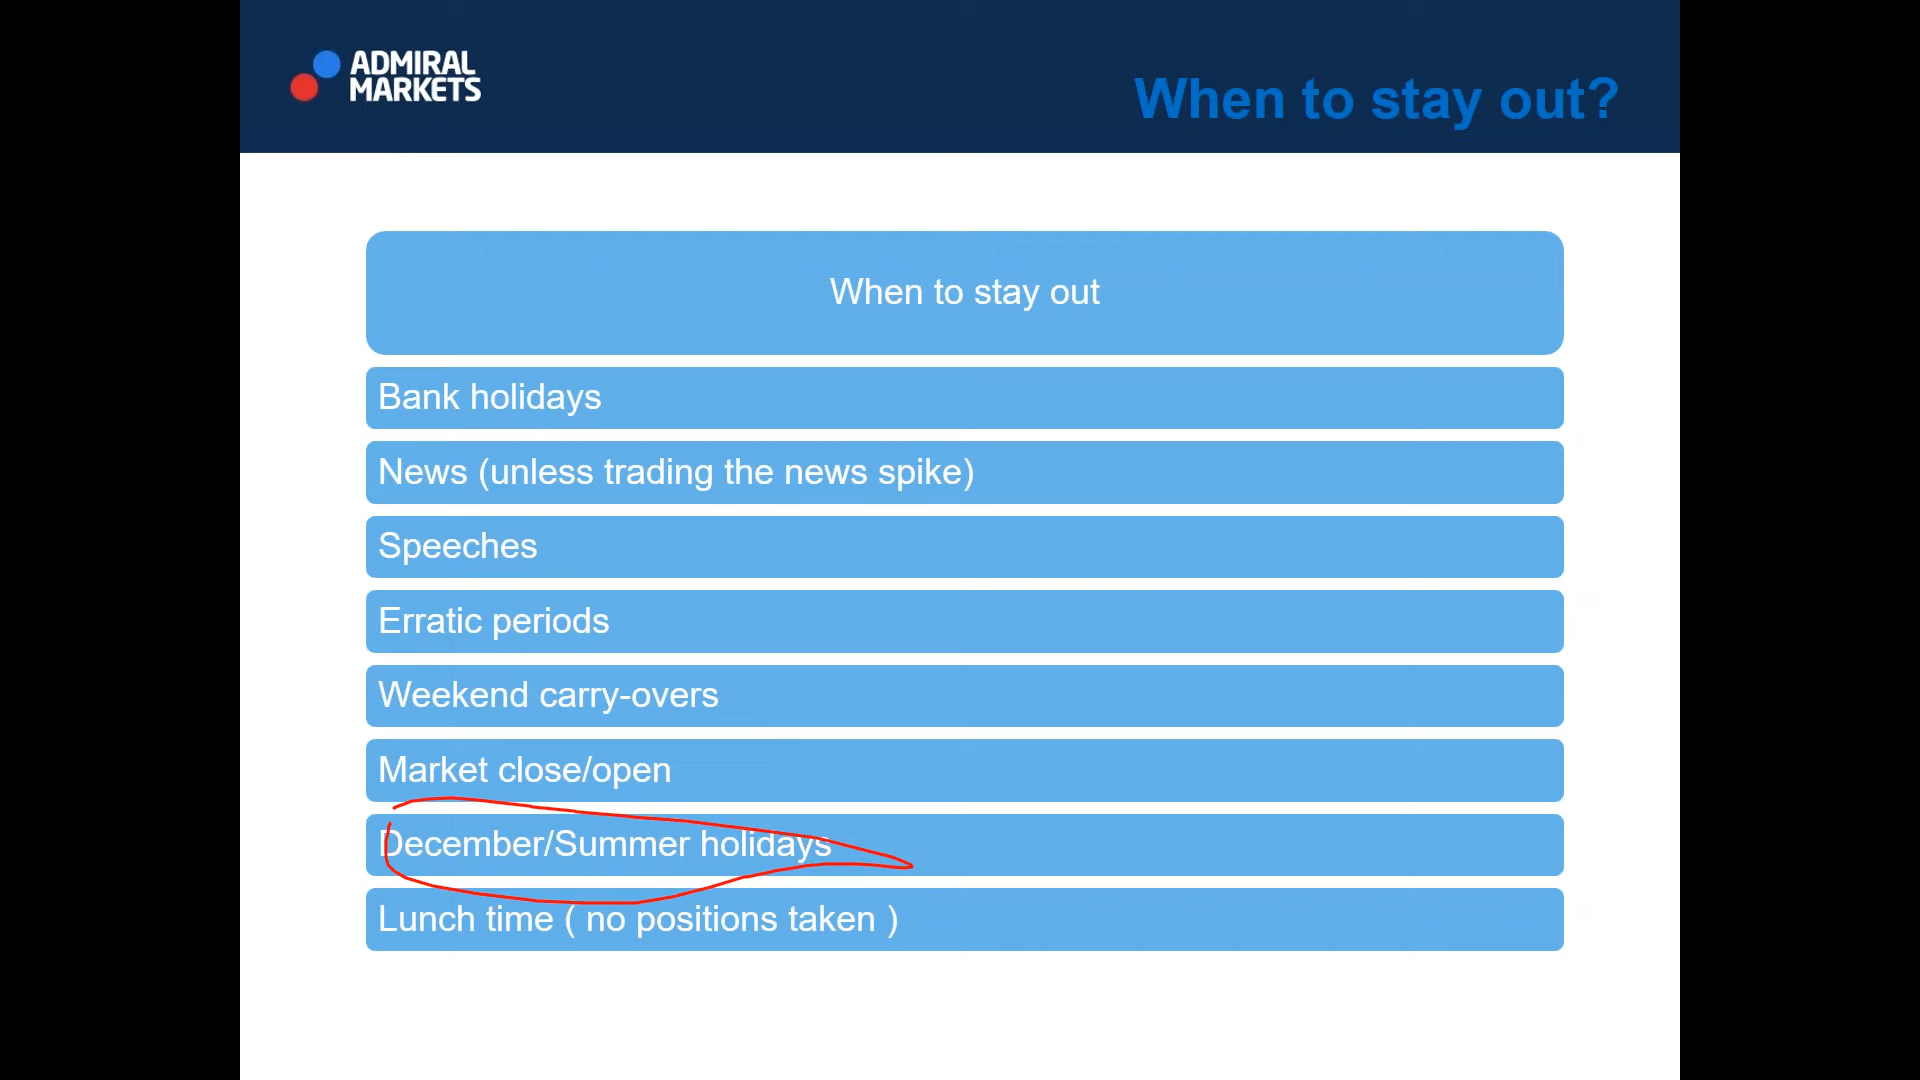 ADMIRAL
MARKETS
When to stay out?
When to stay out
Bank holidays
News (unless trading the news spike)
Speeches
Erratic periods
Weekend carry-overs
Market close/open
December/Summer holidays
Lunch time ( no positions taken )